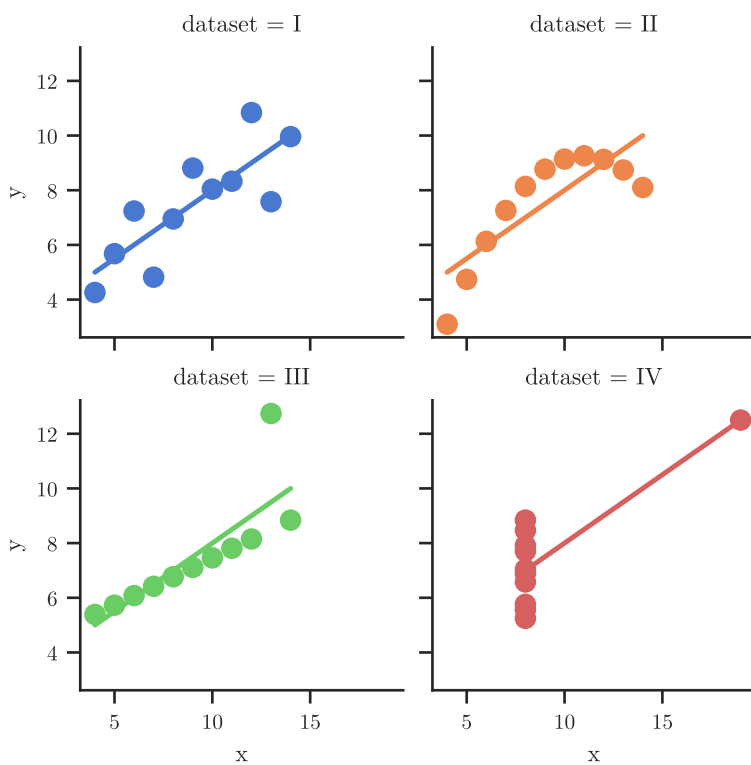 dataset = I
dataset = II
12
10
8
6
4
y
dataset = III
dataset = IV
12
10
8
6
4
y
5
10
15
5
10
15
x
x